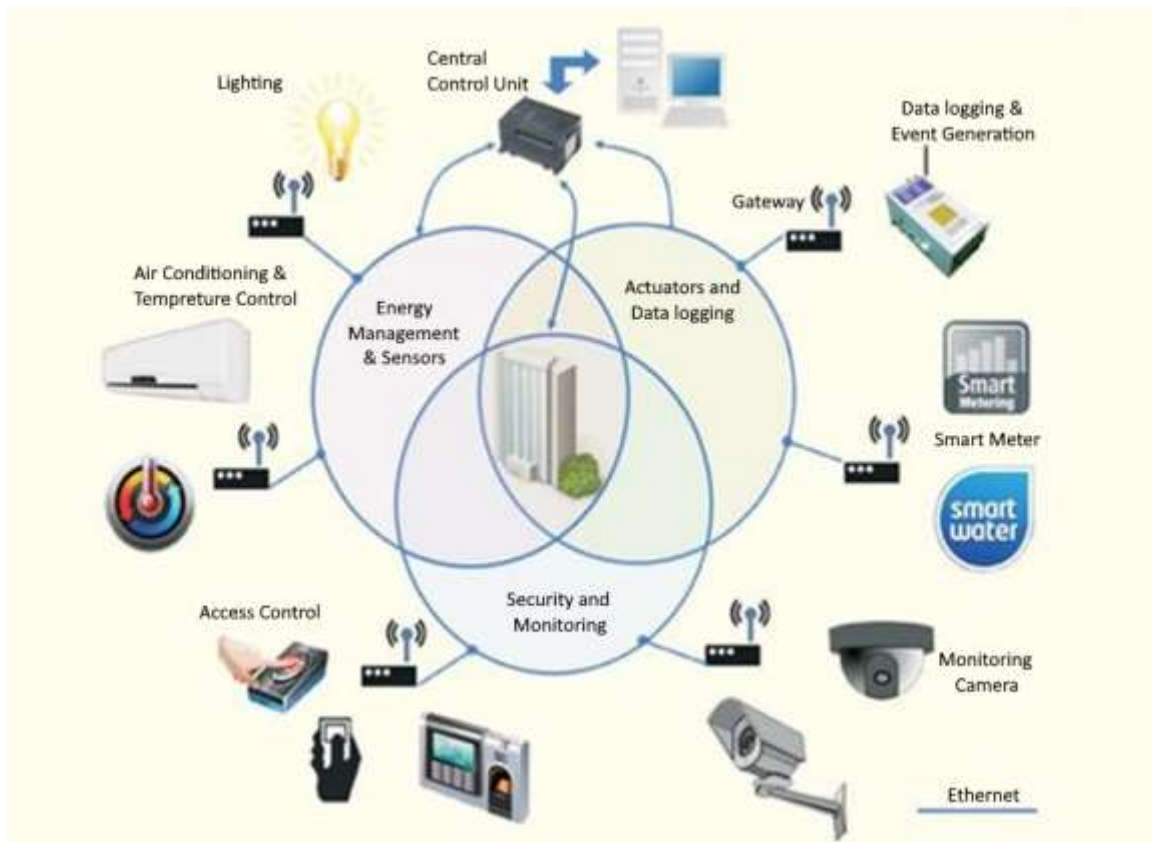 Central
Control Unit
Lighting
Data logging &
Event Generation
Gateway
Air Conditioning &
Tempreture Control
Energy
Management
& Sensors
Actuators and
Data logging
Smart
Metering
Smart Meter
smart
water
Access Control
Security and
Monitoring
Monitoring
Camera
Ethernet